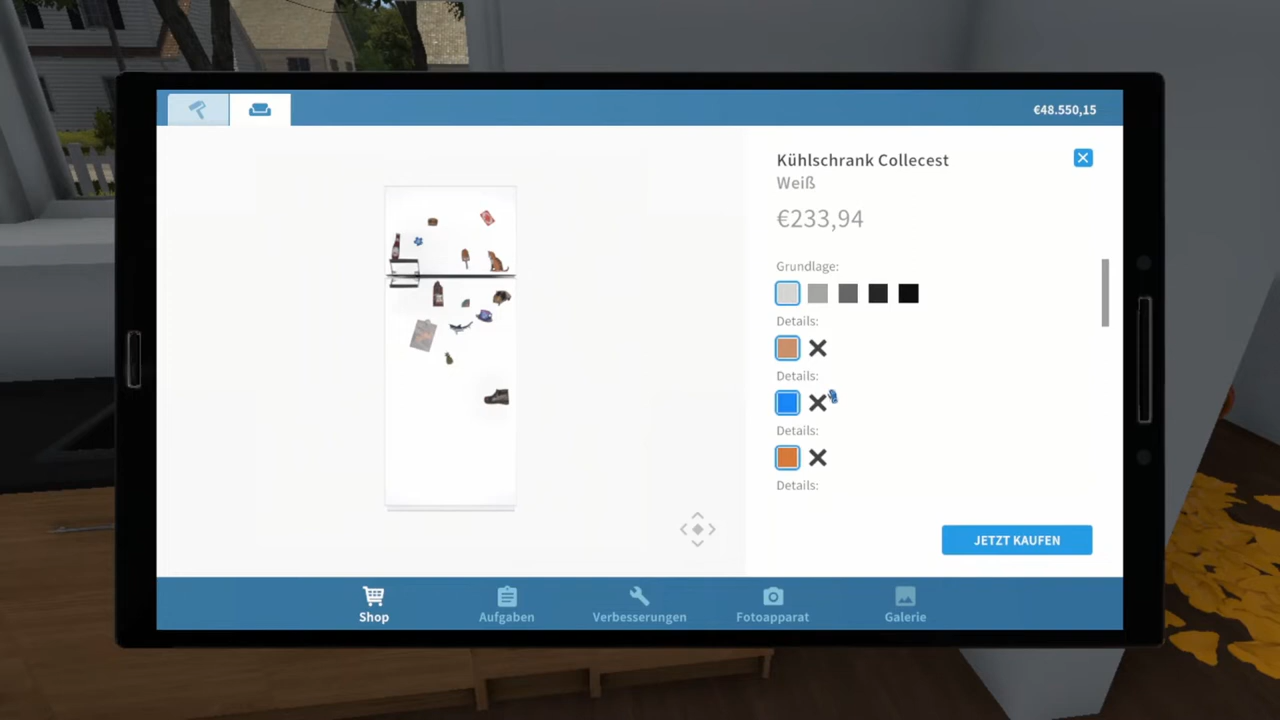 €48.550,15
Kühlschrank Collecest
Weiß
€233,94
Grundlage:
Details:
Details:
Details:
Details:
JETZT KAUFEN
Shop
Aufgaben
Verbesserungen
Fotoapparat
Galerie